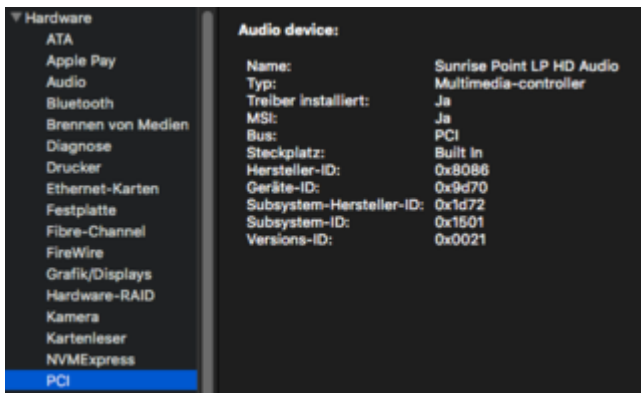 Hardware
ATA
Apple Pay
Audio
Bluetooth
Brennen von Medien
Diagnose
Drucker
Ethernet-Karten
Festplatte
Fibre-Channel
FireWire
Grafik/Displays
Hardware-RAID
Kamera
Kartenleser
NVMExpress
PCI
Audio device:
Name: Sunrise Point LP HD Audio
Typ: Multimedia-controller
Treiber installiert: Ja
MSI: Ja
Bus: PCI
Steckplatz: Built In
Hersteller-ID: 0x8086
Geräte-ID: 0x9d70
Subsystem-Hersteller-ID: 0x1d72
Subsystem-ID: 0x1501
Versions-ID: 0x0021